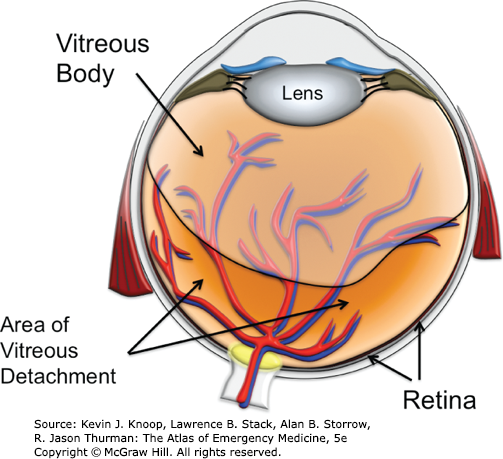 Vitreous
Body
Lens
Area of
Vitreous
Detachment
Retina
Source: Kevin J. Knoop, Lawrence B. Stack, Alan B. Storrow,
R. Jason Thurman: The Atlas of Emergency Medicine, 5e
Copyright © McGraw Hill. All rights reserved.